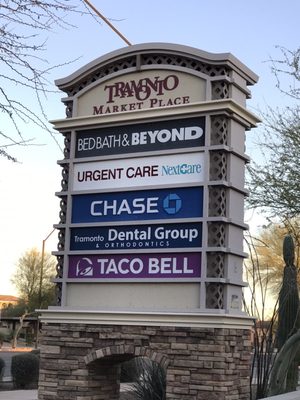 TRAMONTO
MARKET PLACE
BED BATH & BEYOND
URGENT CARE NextCare
CHASE
Tramonto Dental Group
& ORTHODONTICS
TACO BELL